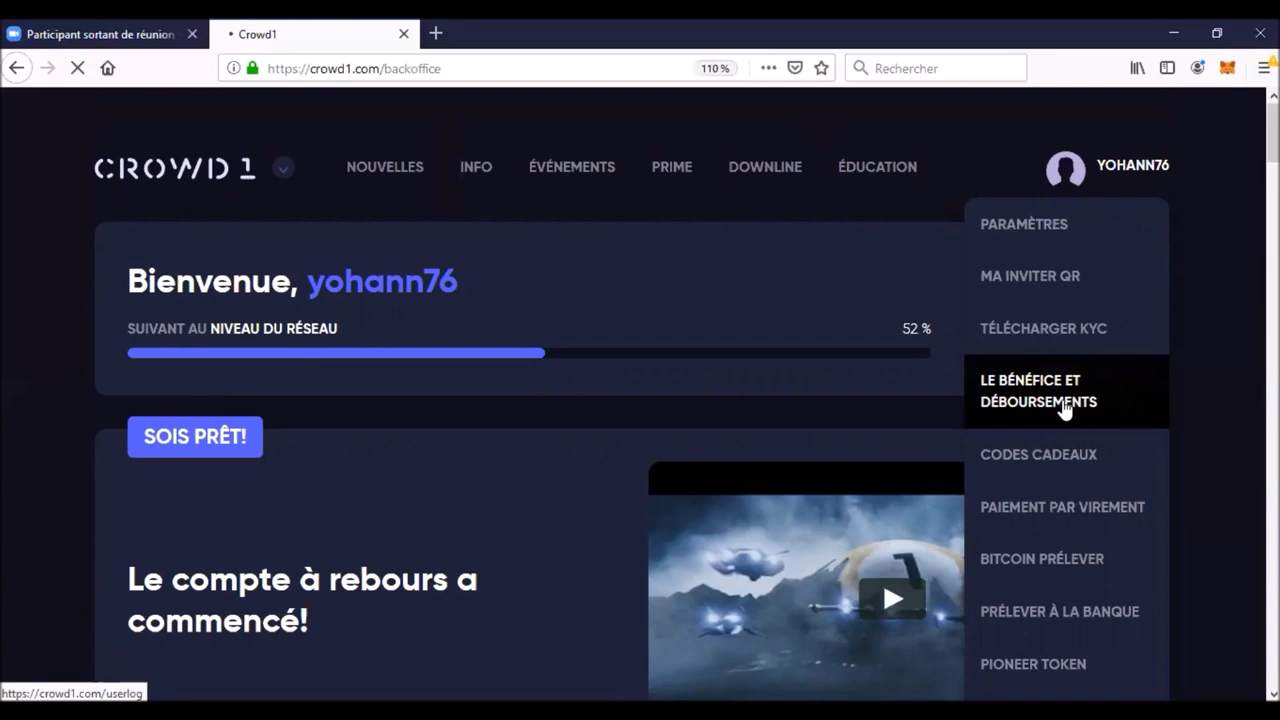 Participant sortant de réunion
Crowd1
https://crowd1.com/backoffice
110 %
Rechercher
CROWD 1
NOUVELLES
INFO
ÉVÉNEMENTS
PRIME
DOWNLINE
ÉDUCATION
YOHANN76
PARAMÈTRES
MA INVITER QR
TÉLÉCHARGER KYC
LE BÉNÉFICE ET
DÉBOURSEMENTS
CODES CADEAUX
PAIEMENT PAR VIREMENT
BITCOIN PRÉLEVER
PRÉLEVER À LA BANQUE
PIONEER TOKEN
Bienvenue, yohann76
SUIVANT AU NIVEAU DU RÉSEAU
52 %
SOIS PRÊT!
Le compte à rebours a
commencé!
https://crowd1.com/userlog